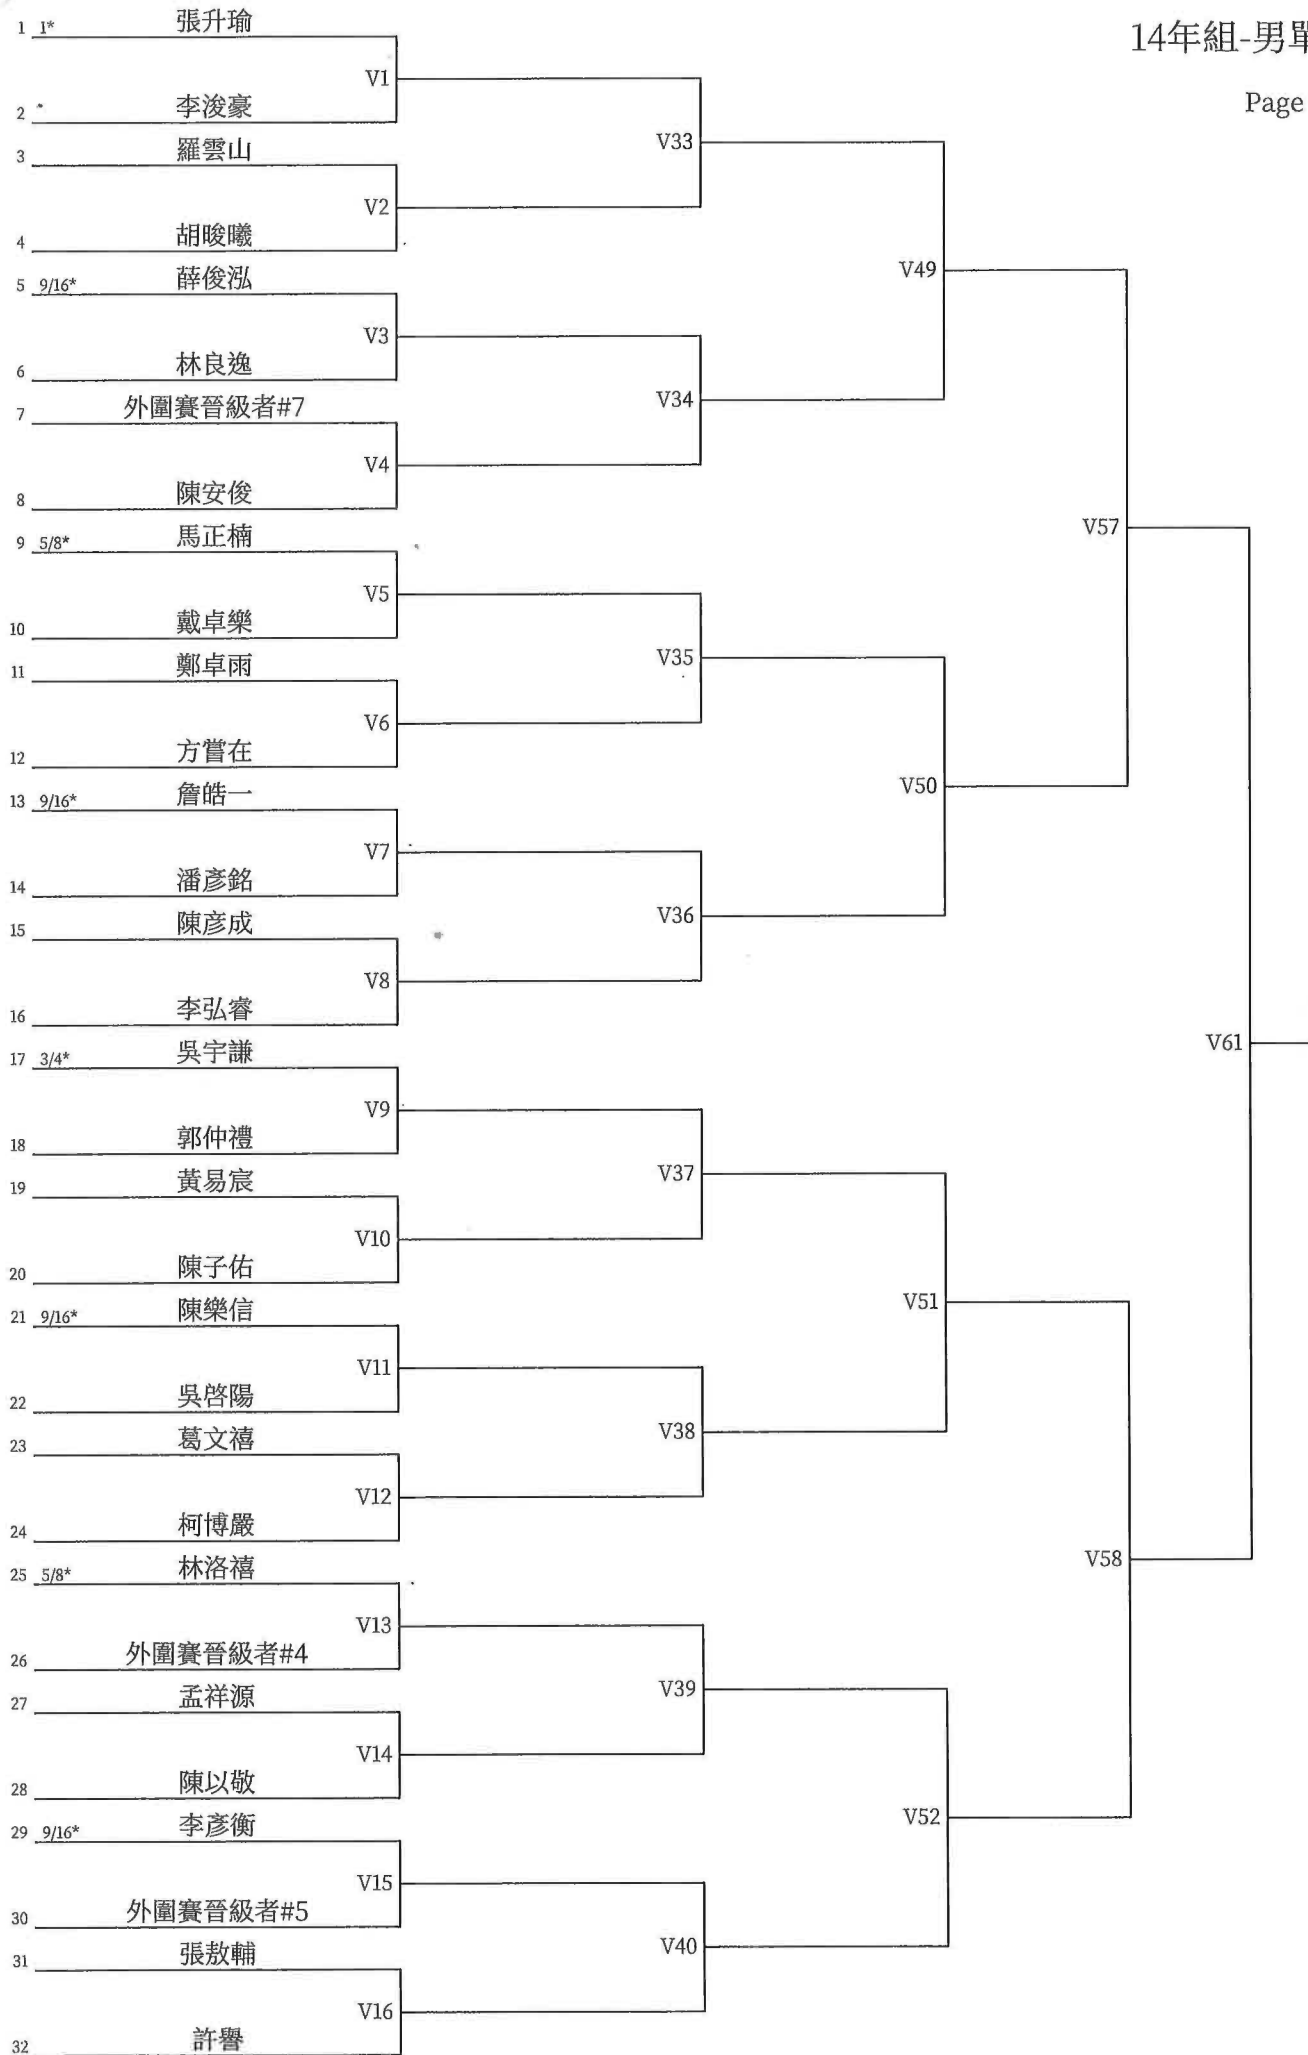 14年組-男單
Page
1 1* 張升瑜
V1
2 李浚豪
V33
3 羅雲山
V2
4 胡晙曦
V49
5 9/16* 薛俊泓
V3
6 林良逸
V34
7 外圍賽晉級者#7
V4
8 陳安俊
V57
9 5/8* 馬正楠
V5
10 戴卓樂
V35
11 鄭卓雨
V6
12 方嘗在
V50
13 9/16* 詹皓一
V7
14 潘彥銘
V36
15 陳彦成
V8
16 李弘睿
V61
17 3/4* 吳宇謙
V9
18 郭仲禮
V37
19 黃易宸
V10
20 陳子佑
V51
21 9/16* 陳樂信
V11
22 吳啓陽
V38
23 葛文禧
V12
24 柯博嚴
V58
25 5/8* 林洛禧
V13
26 外圍賽晉級者#4
V39
27 孟祥源
V14
28 陳以敬
V52
29 9/16* 李彥衡
V15
30 外圍賽晉級者#5
V40
31 張敖輔
V16
32 許譽